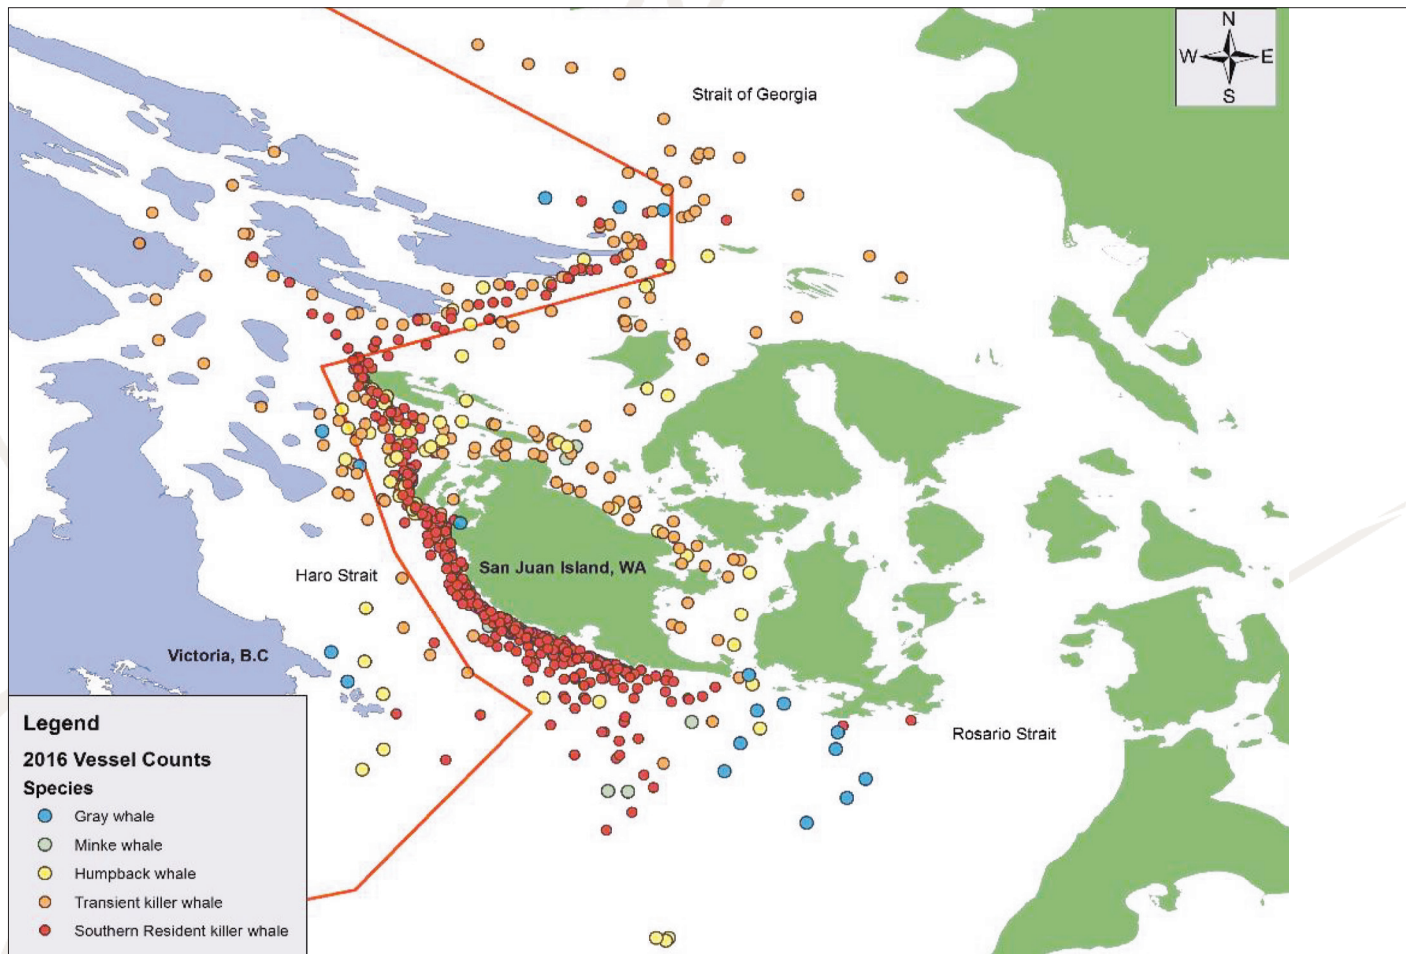 N
W E
S
Strait of Georgia
Haro Strait
San Juan Island, WA
Victoria, B.C
Rosario Strait
Legend
2016 Vessel Counts
Species
Gray whale
Minke whale
Humpback whale
Transient killer whale
Southern Resident killer whale